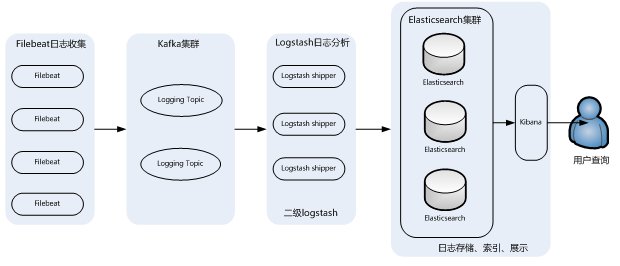 Filebeat日志收集
Filebeat
Filebeat
Filebeat
Filebeat
Kafka集群
Logging Topic
Logging Topic
Logstash日志分析
Logstash shipper
Logstash shipper
Logstash shipper
二级logstash
Elasticsearch集群
Elasticsearch
Elasticsearch
Elasticsearch
Kibana
日志存储、索引、展示
用户查询